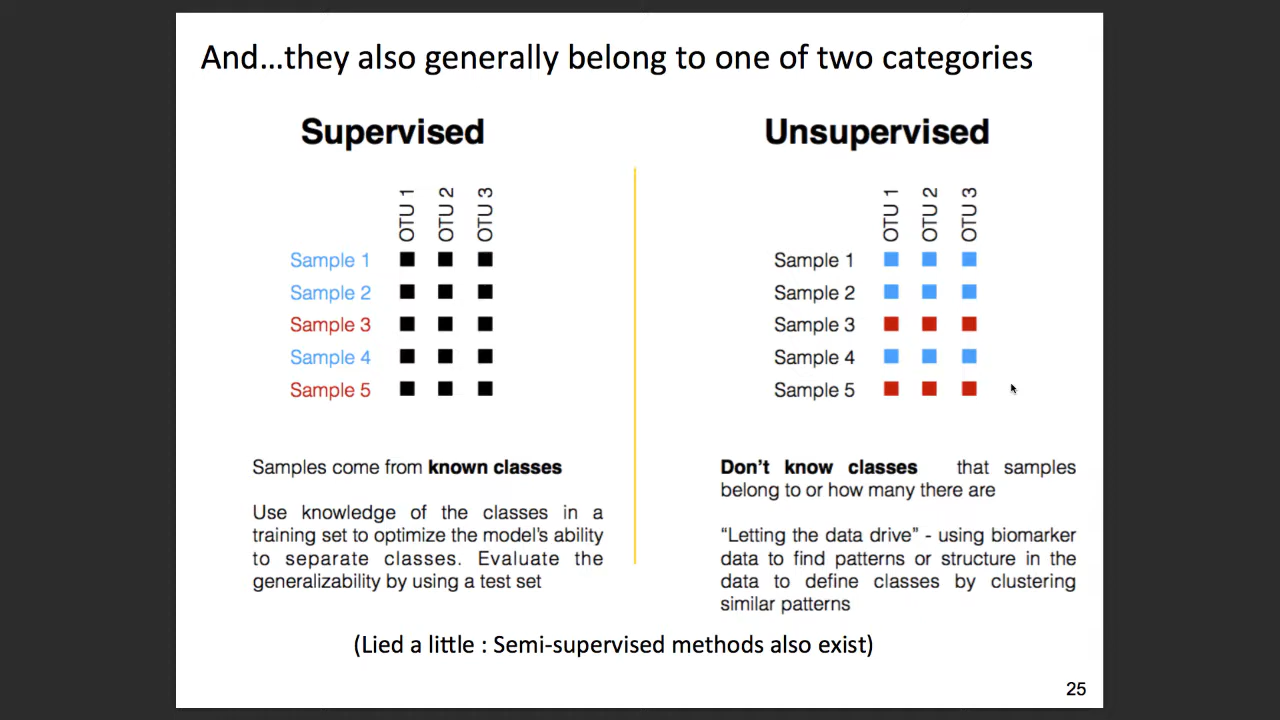 And...they also generally belong to one of two categories
Supervised
OTU 1
OTU 2
OTU 3
Sample 1
Sample 2
Sample 3
Sample 4
Sample 5
Samples come from known classes
Use knowledge of the classes in a
training set to optimize the model's ability
to separate classes. Evaluate the
generalizability by using a test set
Unsupervised
OTU 1
OTU 2
OTU 3
Sample 1
Sample 2
Sample 3
Sample 4
Sample 5
Don't know classes that samples
belong to or how many there are
“Letting the data drive” - using biomarker
data to find patterns or structure in the
data to define classes by clustering
similar patterns
(Lied a little : Semi-supervised methods also exist)
25